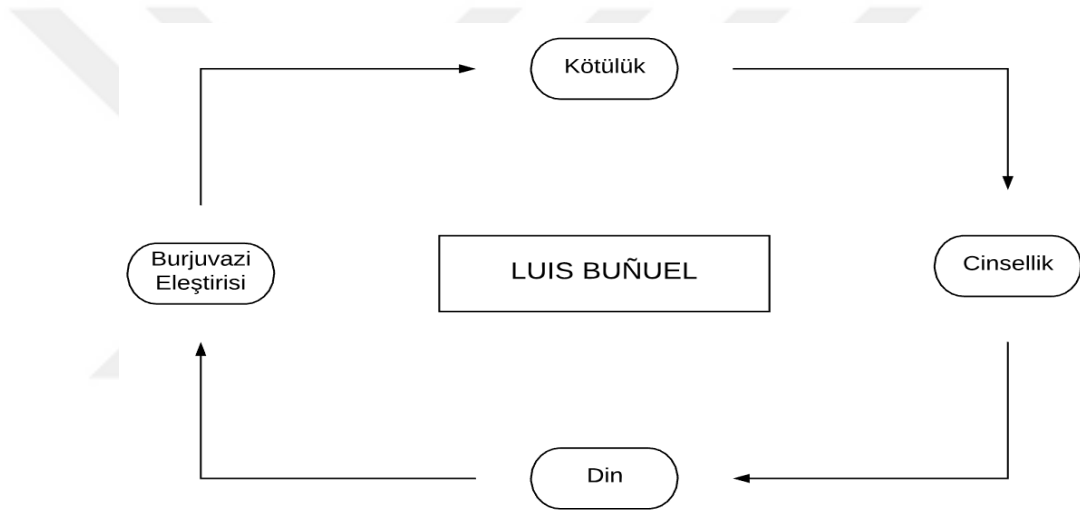 Kötülük
Burjuvazi
Eleştirisi
LUIS BUÑUEL
Cinsellik
Din